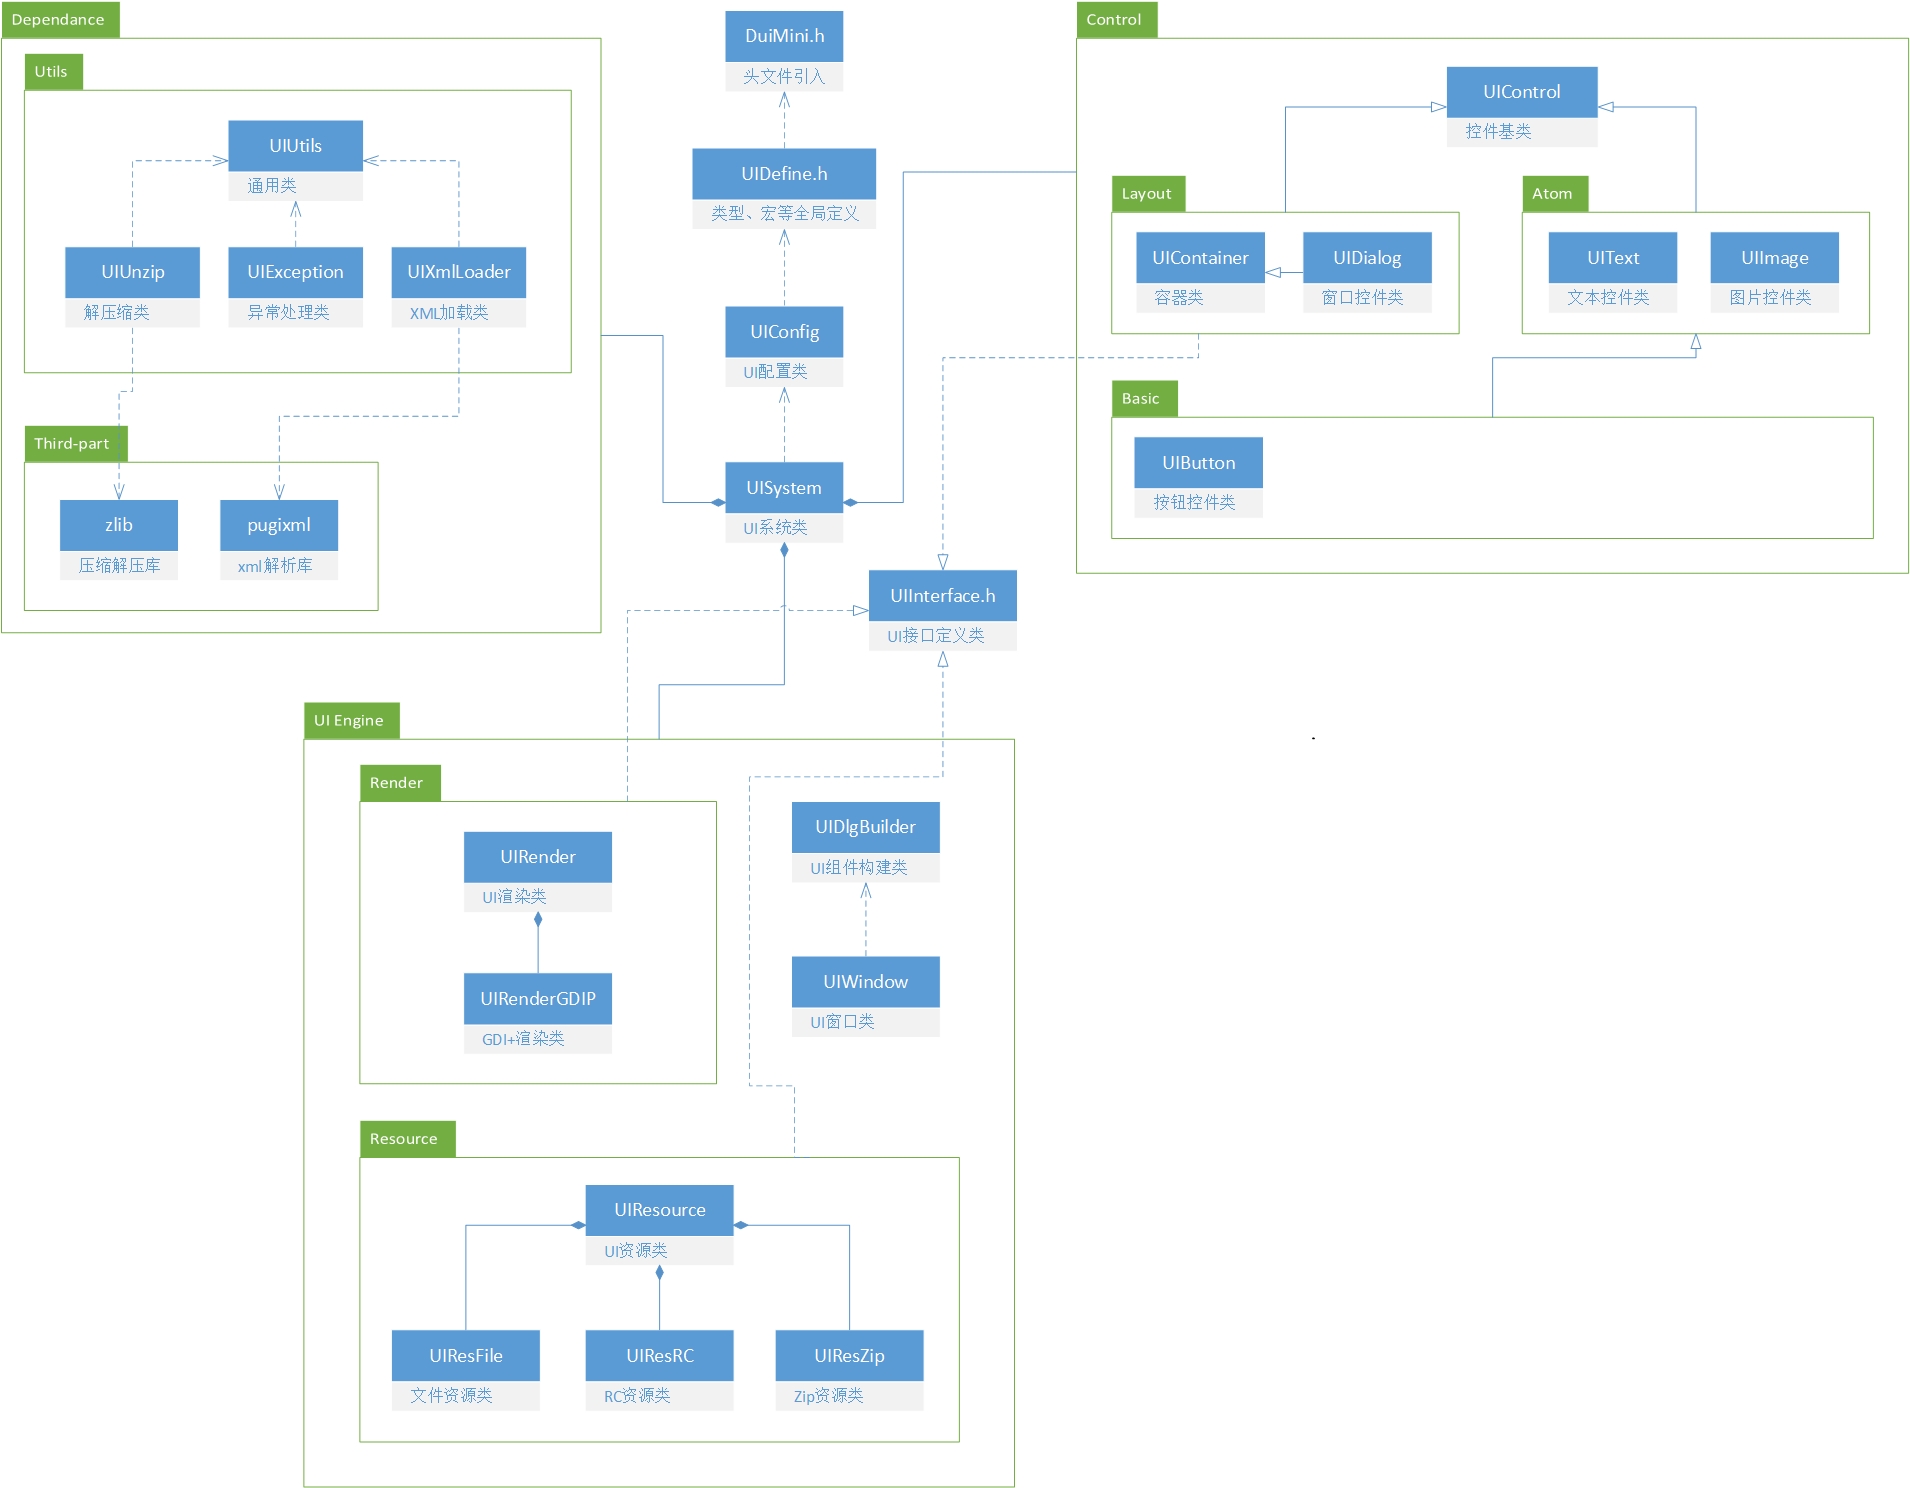 Dependance
Utils
UIUtils
通用类
UIUnzip
解压缩类
UIException
异常处理类
UIXmlLoader
XML加载类
Third-part
zlib
压缩解压库
pugixml
xml解析库
DuiMini.h
头文件引入
UIDefine.h
类型、宏等全局定义
UIConfig
UI配置类
UISystem
UI系统类
UIInterface.h
UI接口定义类
Control
UIControl
控件基类
Layout
UIContainer
容器类
UIDialog
窗口控件类
Atom
UIText
文本控件类
UIImage
图片控件类
Basic
UIButton
按钮控件类
UI Engine
Render
UIRender
UI渲染类
UIRenderGDIP
GDI+渲染类
UIDlgBuilder
UI组件构建类
UIWindow
UI窗口类
Resource
UIResource
UI资源类
UIResFile
文件资源类
UIResRC
RC资源类
UIResZip
Zip资源类